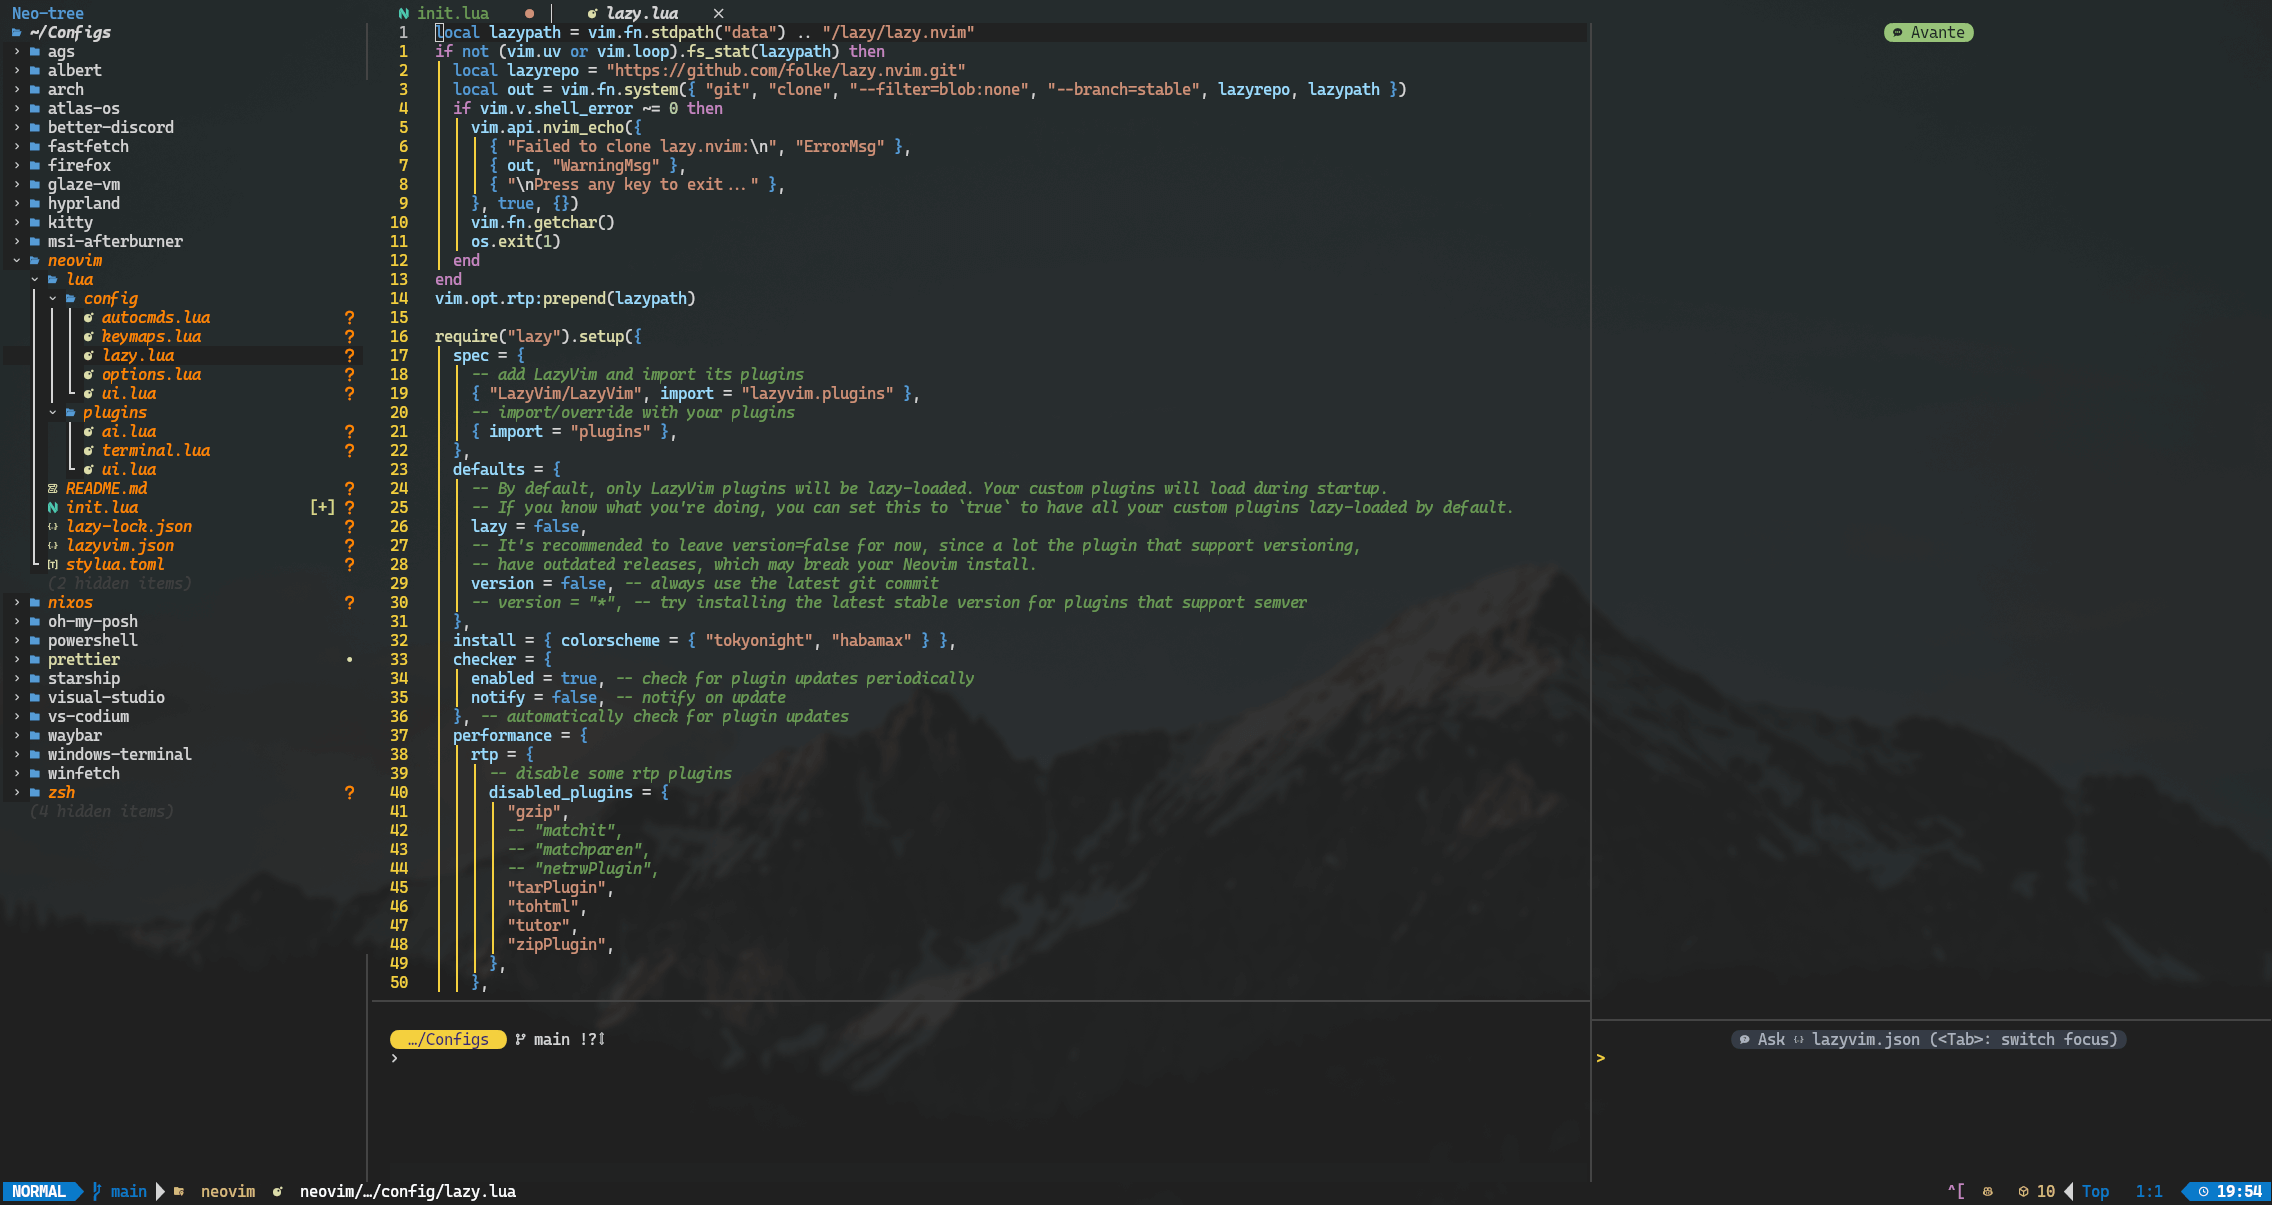 Neo-tree
~/Configs
ags
albert
arch
atlas-os
better-discord
fastfetch
firefox
glaze-vm
hyprland
kitty
msi-afterburner
neovim
lua
config
autocmds.lua ?
keymaps.lua ?
lazy.lua ?
options.lua ?
ui.lua ?
plugins
ai.lua ?
terminal.lua ?
ui.lua
README.md ?
init.lua [+] ?
lazy-lock.json ?
lazyvim.json ?
stylua.toml ?
(2 hidden items)
nixos ?
oh-my-posh
powershell
prettier •
starship
visual-studio
vs-codium
waybar
windows-terminal
winfetch
zsh ?
(4 hidden items)
init.lua ● lazy.lua ×
1 local lazypath = vim.fn.stdpath("data") .. "/lazy/lazy.nvim"
1 if not (vim.uv or vim.loop).fs_stat(lazypath) then
2 local lazyrepo = "https://github.com/folke/lazy.nvim.git"
3 local out = vim.fn.system({ "git", "clone", "--filter=blob:none", "--branch=stable", lazyrepo, lazypath })
4 if vim.v.shell_error ~= 0 then
5 vim.api.nvim_echo({
6 { "Failed to clone lazy.nvim:\n", "ErrorMsg" },
7 { out, "WarningMsg" },
8 { "\nPress any key to exit..." },
9 }, true, {})
10 vim.fn.getchar()
11 os.exit(1)
12 end
13 end
14 vim.opt.rtp:prepend(lazypath)
15
16 require("lazy").setup({
17 spec = {
18 -- add LazyVim and import its plugins
19 { "LazyVim/LazyVim", import = "lazyvim.plugins" },
20 -- import/override with your plugins
21 { import = "plugins" },
22 },
23 defaults = {
24 -- By default, only LazyVim plugins will be lazy-loaded. Your custom plugins will load during startup.
25 -- If you know what you're doing, you can set this to `true` to have all your custom plugins lazy-loaded by default.
26 lazy = false,
27 -- It's recommended to leave version=false for now, since a lot the plugin that support versioning,
28 -- have outdated releases, which may break your Neovim install.
29 version = false, -- always use the latest git commit
30 -- version = "*", -- try installing the latest stable version for plugins that support semver
31 },
32 install = { colorscheme = { "tokyonight", "habamax" } },
33 checker = {
34 enabled = true, -- check for plugin updates periodically
35 notify = false, -- notify on update
36 }, -- automatically check for plugin updates
37 performance = {
38 rtp = {
39 -- disable some rtp plugins
40 disabled_plugins = {
41 "gzip",
42 -- "matchit",
43 -- "matchparen",
44 -- "netrwPlugin",
45 "tarPlugin",
46 "tohtml",
47 "tutor",
48 "zipPlugin",
49 },
50 },
…/Configs main !?⇕
>
Avante
Ask lazyvim.json (<Tab>: switch focus)
>
NORMAL main neovim neovim/…/config/lazy.lua ^[ 10 Top 1:1 19:54